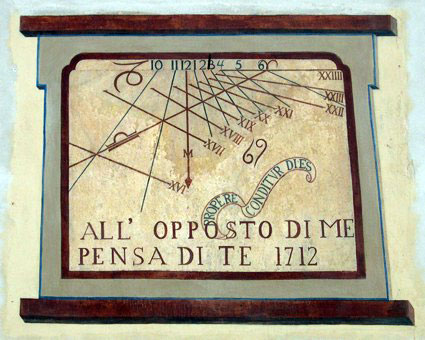 10 11 12 1 2 3 4 5 6
XXIIII
XXIII
XXII
XXI
XX
XIX
XVIII
XVII
XVI
M
PROPERE
CONDITUR DIES
ALL' OPPOSTO DI ME
PENSA DI TE 1712